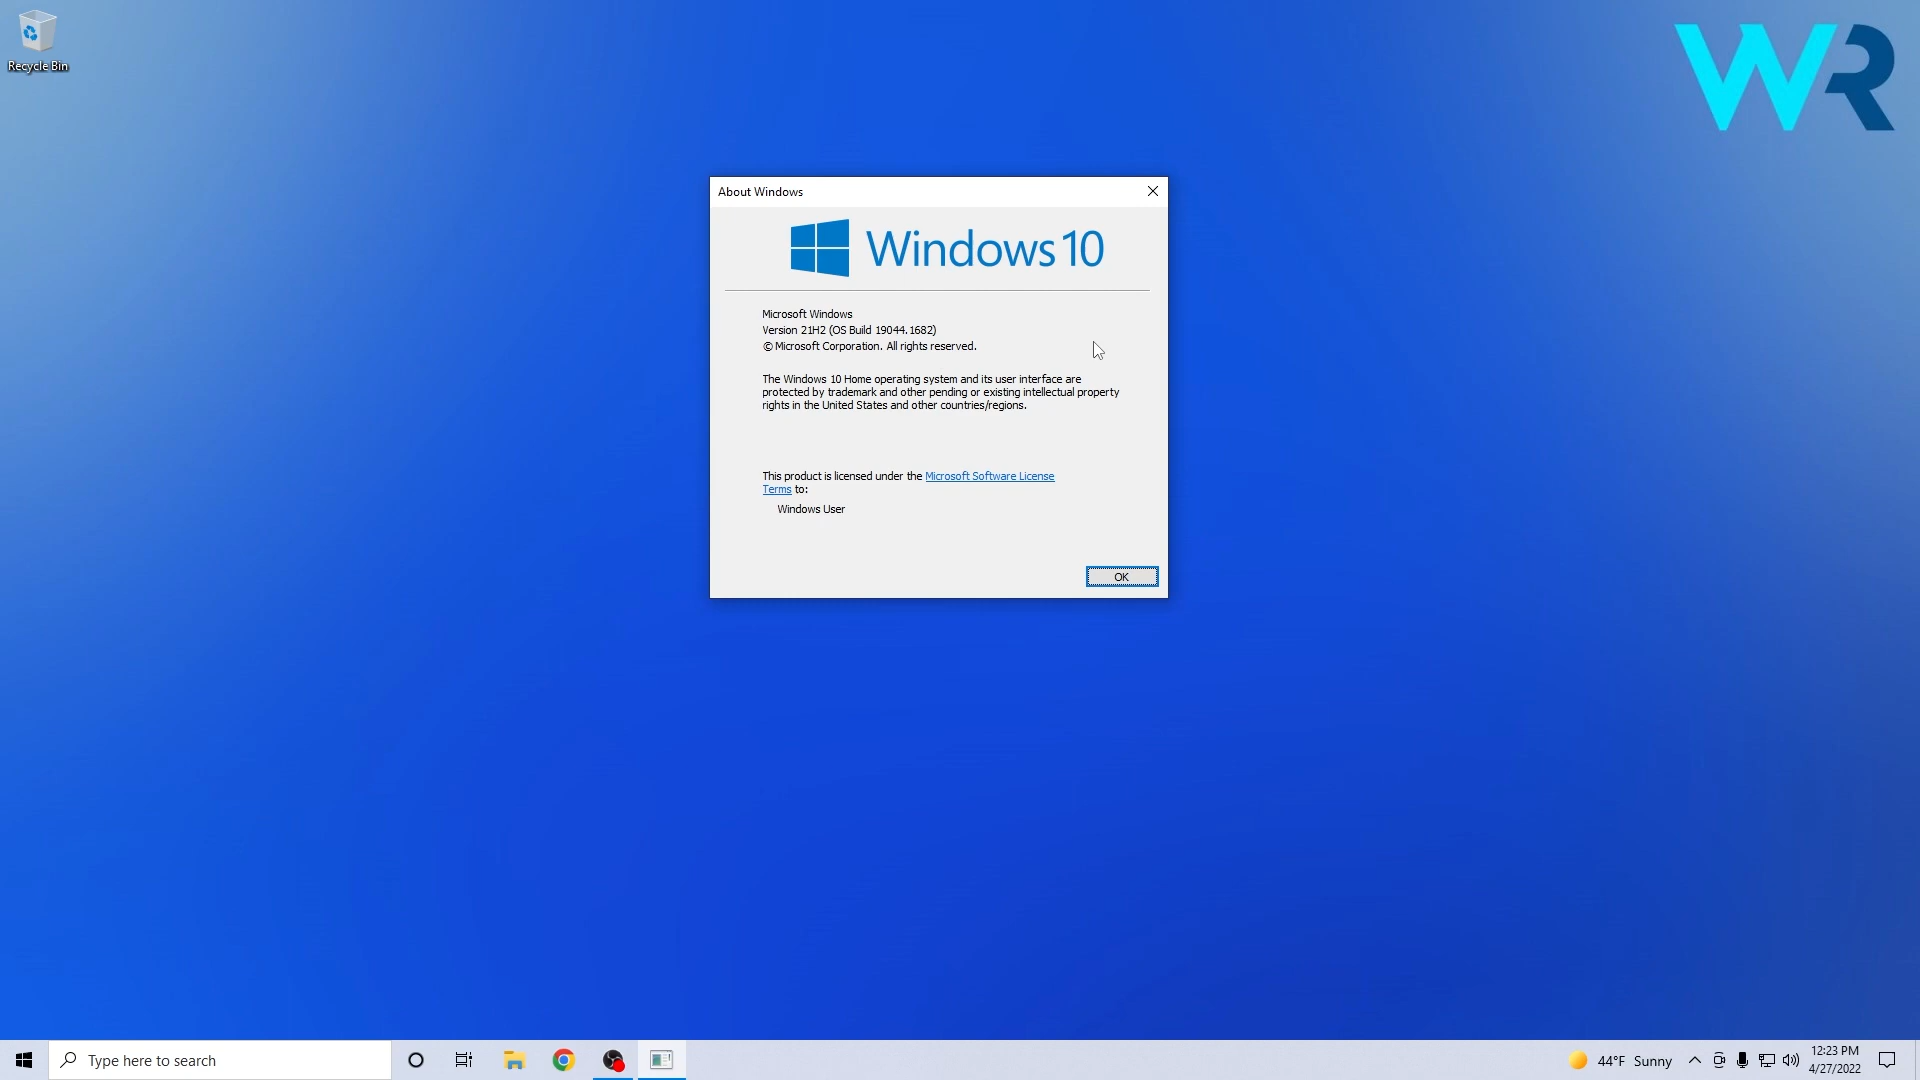 Recycle Bin
WR
About Windows
Windows 10
Microsoft Windows
Version 21H2 (OS Build 19044.1682)
© Microsoft Corporation. All rights reserved.
The Windows 10 Home operating system and its user interface are
protected by trademark and other pending or existing intellectual property
rights in the United States and other countries/regions.
This product is licensed under the Microsoft Software License
Terms to:
Windows User
OK
Type here to search
44°F Sunny
12:23 PM
4/27/2022